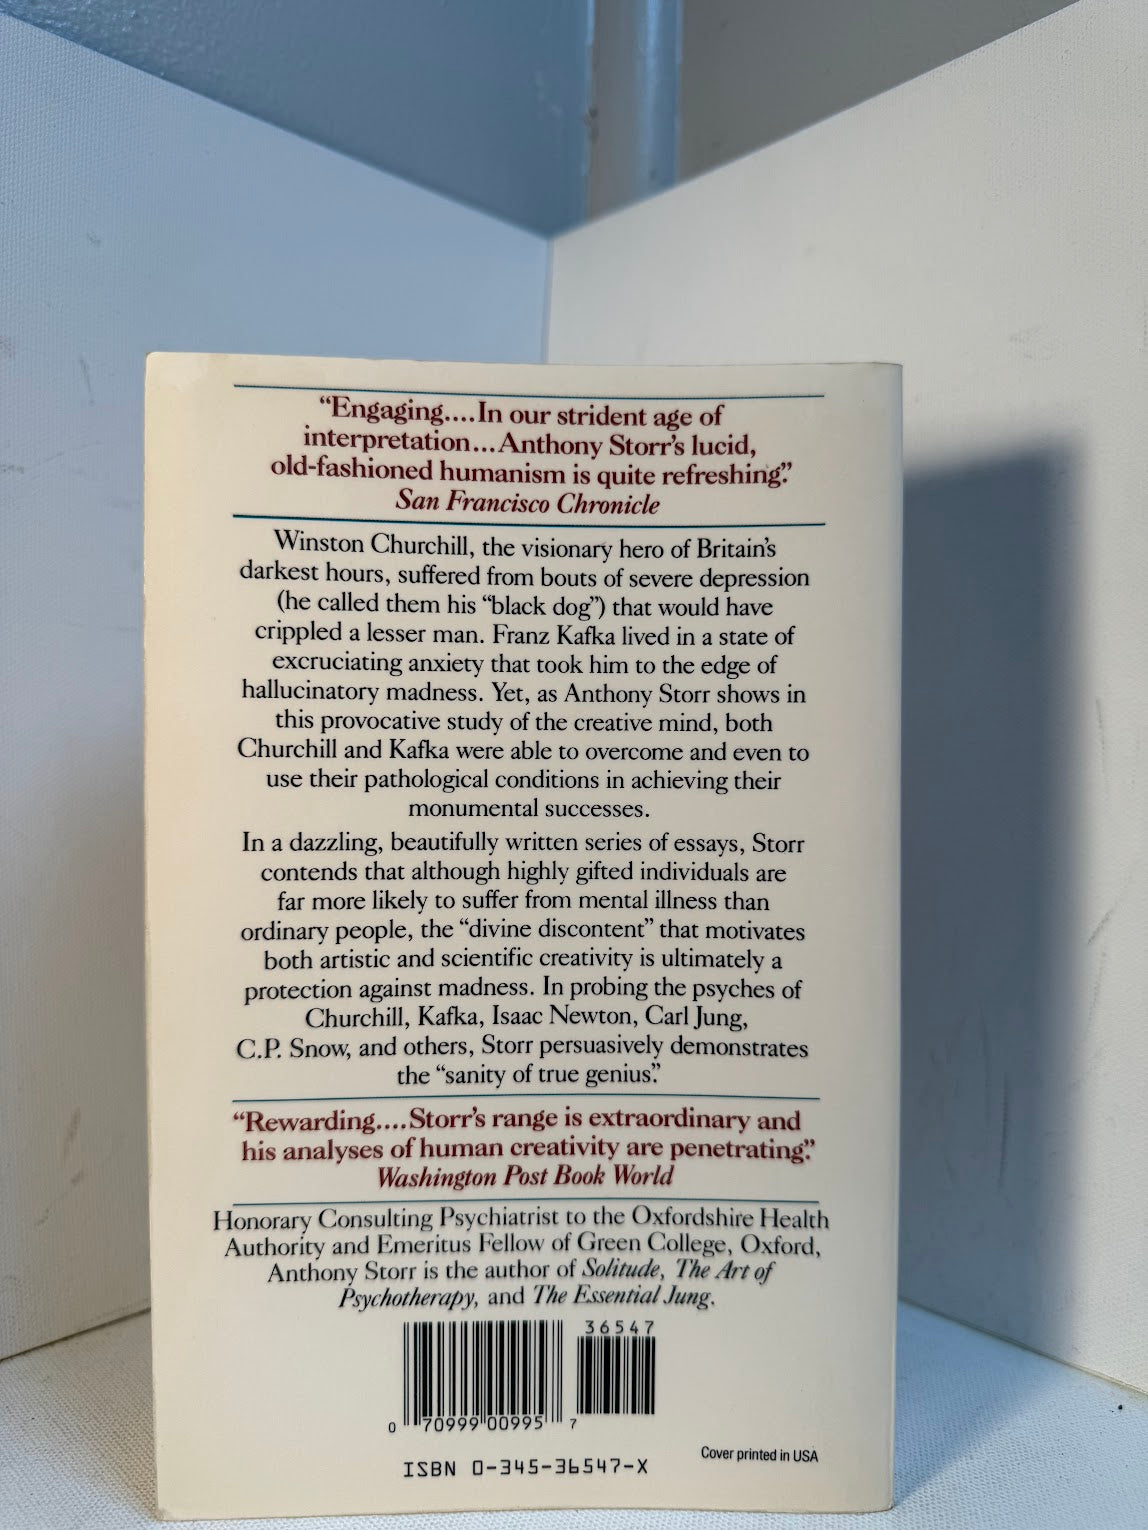 “Engaging....In our strident age of
interpretation...Anthony Storr’s lucid,
old-fashioned humanism is quite refreshing.”
San Francisco Chronicle
Winston Churchill, the visionary hero of Britain’s
darkest hours, suffered from bouts of severe depression
(he called them his “black dog”) that would have
crippled a lesser man. Franz Kafka lived in a state of
excruciating anxiety that took him to the edge of
hallucinatory madness. Yet, as Anthony Storr shows in
this provocative study of the creative mind, both
Churchill and Kafka were able to overcome and even to
use their pathological conditions in achieving their
monumental successes.
In a dazzling, beautifully written series of essays, Storr
contends that although highly gifted individuals are
far more likely to suffer from mental illness than
ordinary people, the “divine discontent” that motivates
both artistic and scientific creativity is ultimately a
protection against madness. In probing the psyches of
Churchill, Kafka, Isaac Newton, Carl Jung,
C.P. Snow, and others, Storr persuasively demonstrates
the “sanity of true genius.”
“Rewarding....Storr’s range is extraordinary and
his analyses of human creativity are penetrating.”
Washington Post Book World
Honorary Consulting Psychiatrist to the Oxfordshire Health
Authority and Emeritus Fellow of Green College, Oxford,
Anthony Storr is the author of Solitude, The Art of
Psychotherapy, and The Essential Jung.
36547
0 70999 00995 7
ISBN 0-345-36547-X
Cover printed in USA